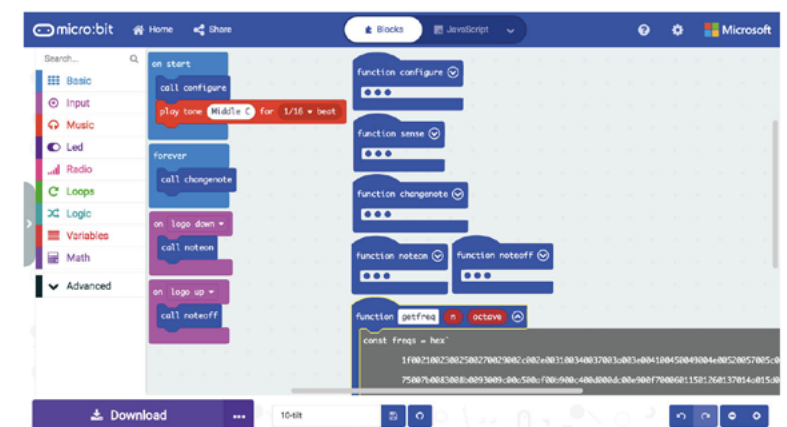 micro:bit Home Share Blocks JavaScript Microsoft
Search...
Basic
Input
Music
Led
Radio
Loops
Logic
Variables
Math
Advanced
on start
call configure
play tone Middle C for 1/16 beat
forever
call changenote
on logo down
call noteon
on logo up
call noteoff
function configure
function sense
function changenote
function noteon function noteoff
function getfreq n octave
const freqs = hex`
Download ... 10-tilt